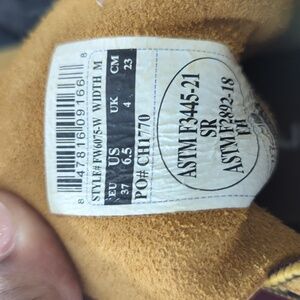 8 47816 09166 8
STYLE# FW6075-W WIDTH M
EU US UK CM
37 6.5 4 23
PO# CH1770
ASTM F3445-21
SR
ASTM F2892-18
EH